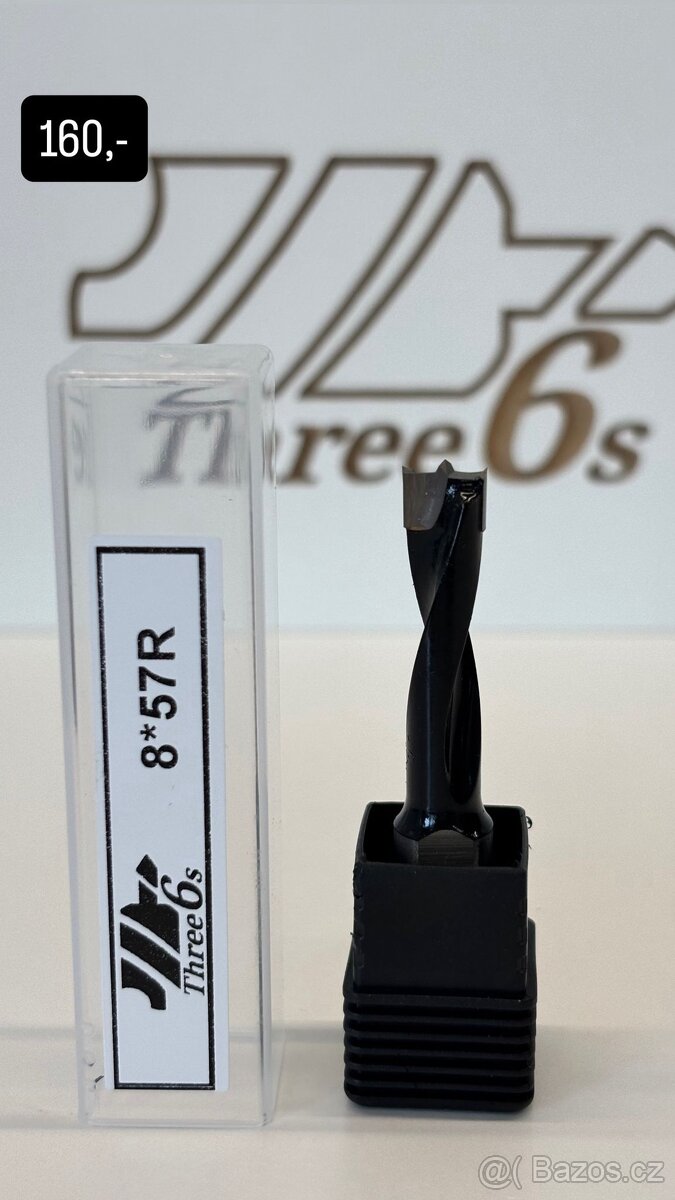 160,-
Three6s
8*57R
Three6s
@( Bazos.cz